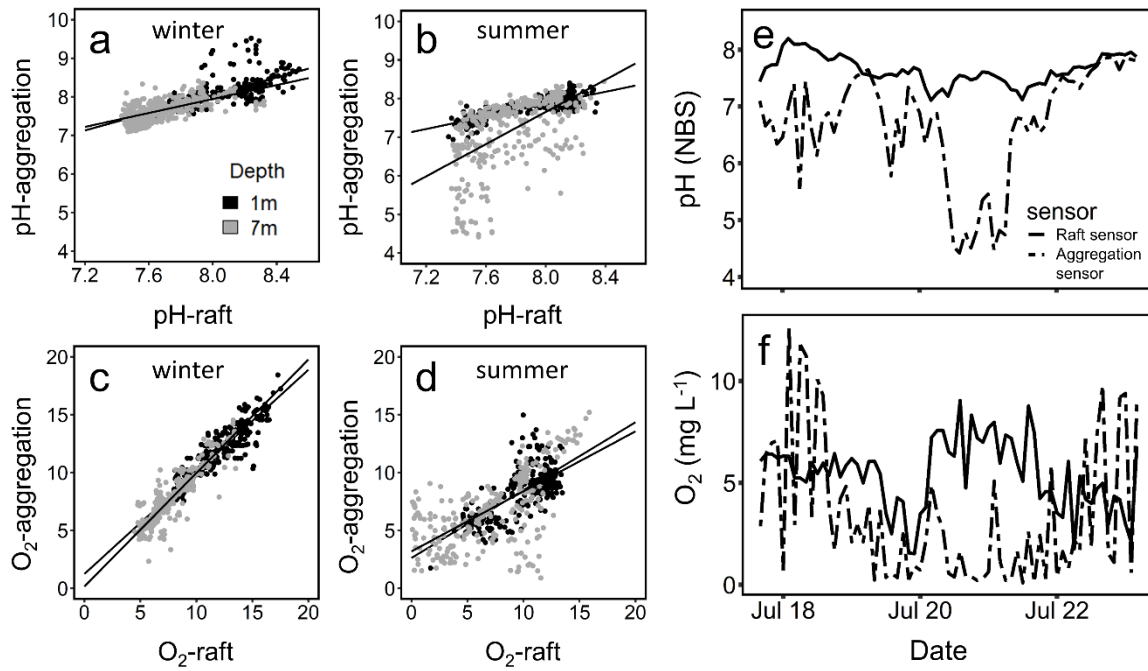 a
winter
pH-aggregation
10
9
8
7
6
5
4
Depth
1m
7m
7.2
7.6
8.0
8.4
pH-raft
b
summer
pH-aggregation
10
9
8
7
6
5
4
7.2
7.6
8.0
8.4
pH-raft
c
winter
O₂-aggregation
20
15
10
5
0
0
5
10
15
20
O₂-raft
d
summer
O₂-aggregation
20
15
10
5
0
0
5
10
15
20
O₂-raft
e
pH (NBS)
8
7
6
5
4
sensor
Raft sensor
Aggregation
sensor
f
O₂ (mg L⁻¹)
10
5
0
Jul 18
Jul 20
Jul 22
Date